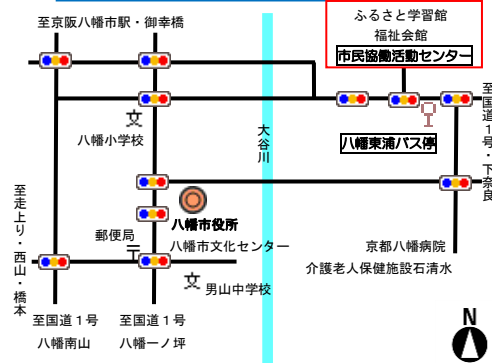 至京阪八幡市駅・御幸橋
ふるさと学習館
福祉会館
市民協働活動センター
至国道１号・下奈良
八幡小学校
大谷川
八幡東浦バス停
至走上り・西山・橋本
八幡市役所
郵便局
八幡市文化センター
京都八幡病院
介護老人保健施設石清水
男山中学校
至国道１号
八幡南山
至国道１号
八幡一ノ坪
N